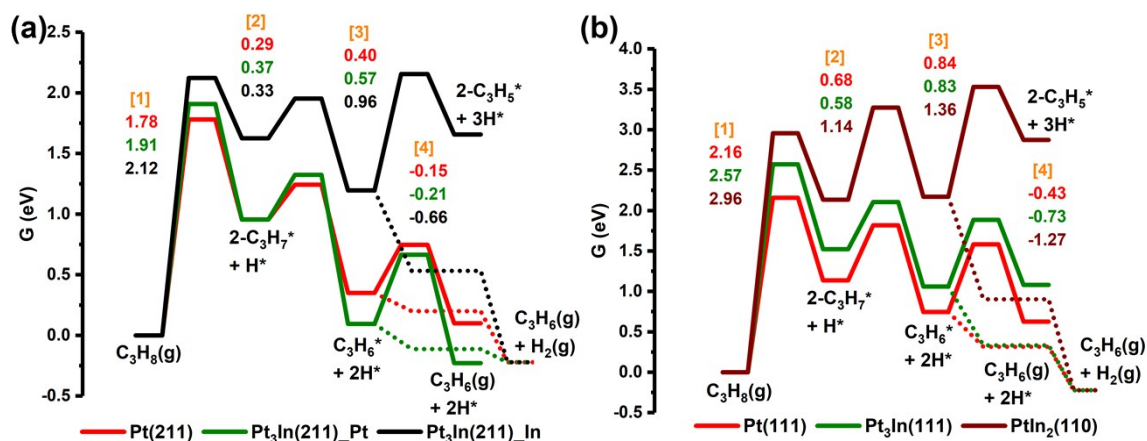 (a)
2.5
2.0
1.5
1.0
0.5
0.0
-0.5
G (eV)
[1]
1.78
1.91
2.12
[2]
0.29
0.37
0.33
[3]
0.40
0.57
0.96
[4]
-0.15
-0.21
-0.66
2-C₃H₅*
+ 3H*
2-C₃H₇*
+ H*
C₃H₈(g)
C₃H₆*
+ 2H*
C₃H₆(g)
+ 2H*
C₃H₆(g)
+ H₂(g)
Pt(211)
Pt₃In(211)_Pt
Pt₃In(211)_In
(b)
4.0
3.5
3.0
2.5
2.0
1.5
1.0
0.5
0.0
-0.5
G (eV)
[1]
2.16
2.57
2.96
[2]
0.68
0.58
1.14
[3]
0.84
0.83
1.36
[4]
-0.43
-0.73
-1.27
2-C₃H₅*
+ 3H*
2-C₃H₇*
+ H*
C₃H₈(g)
C₃H₆*
+ 2H*
C₃H₆(g)
+ 2H*
C₃H₆(g)
+ H₂(g)
Pt(111)
Pt₃In(111)
PtIn₂(110)